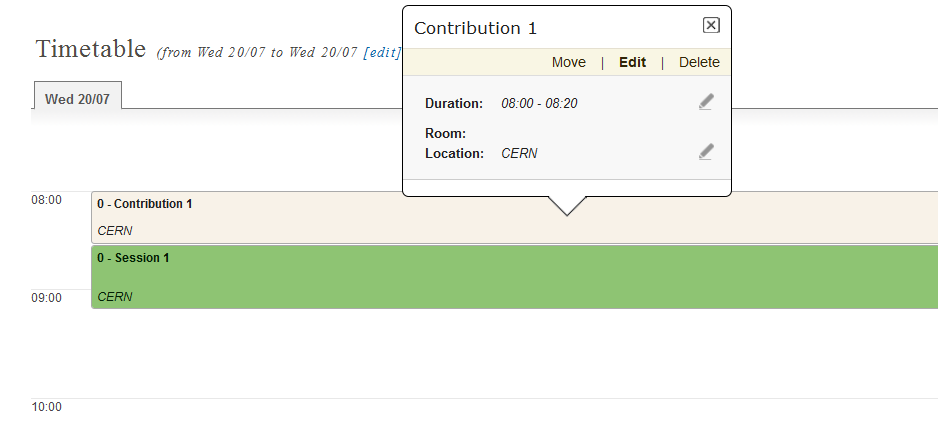 Contribution 1
Timetable (from Wed 20/07 to Wed 20/07 [edit]
Move | Edit | Delete
Wed 20/07
Duration: 08:00 - 08:20
Room:
Location: CERN
08:00
0 - Contribution 1
CERN
0 - Session 1
09:00
CERN
10:00